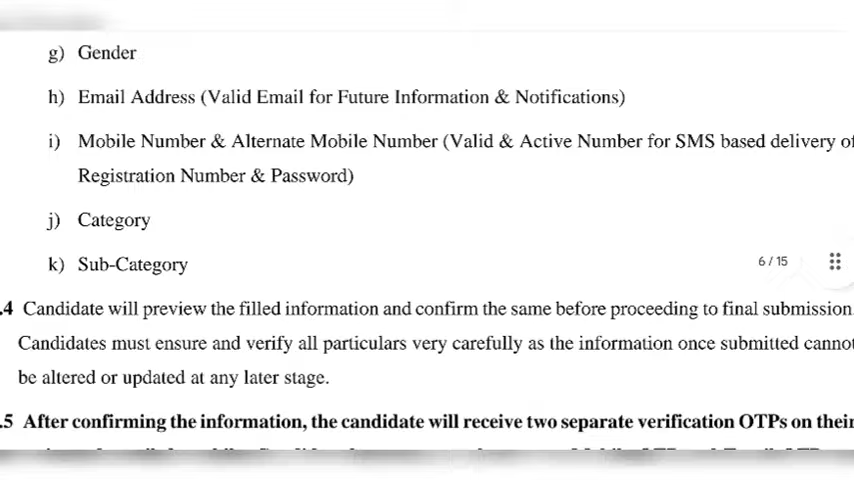 g) Gender
h) Email Address (Valid Email for Future Information & Notifications)
i) Mobile Number & Alternate Mobile Number (Valid & Active Number for SMS based delivery of
Registration Number & Password)
j) Category
k) Sub-Category
6 / 15
.4 Candidate will preview the filled information and confirm the same before proceeding to final submission.
Candidates must ensure and verify all particulars very carefully as the information once submitted cannot
be altered or updated at any later stage.
.5 After confirming the information, the candidate will receive two separate verification OTPs on their